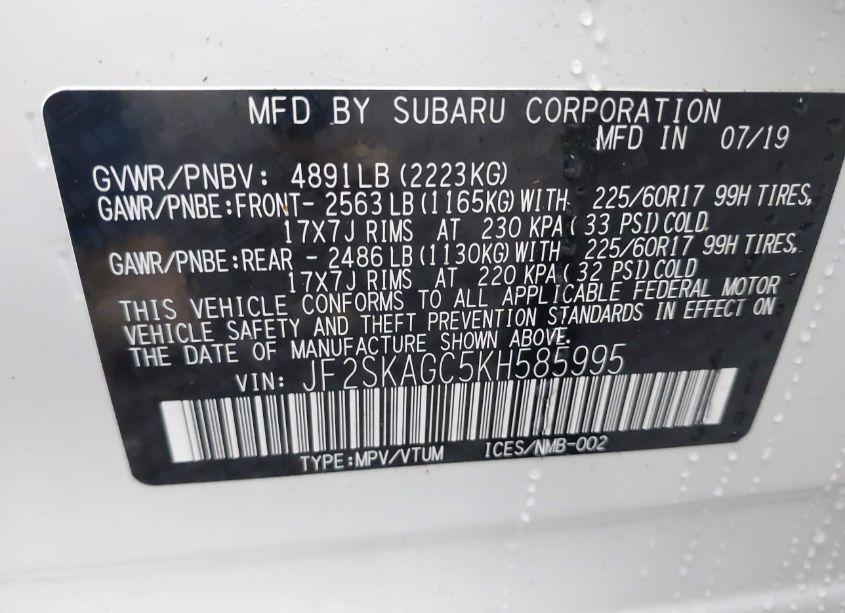 MFD BY SUBARU CORPORATION
MFD IN 07/19
GVWR/PNBV: 4891LB (2223KG)
GAWR/PNBE:FRONT- 2563 LB (1165KG) WITH 225/60R17 99H TIRES,
17X7J RIMS AT 230 KPA ( 33 PSI) COLD
GAWR/PNBE:REAR - 2486 LB (1130KG) WITH 225/60R17 99H TIRES,
17X7J RIMS AT 220 KPA ( 32 PSI) COLD
THIS VEHICLE CONFORMS TO ALL APPLICABLE FEDERAL MOTOR
VEHICLE SAFETY AND THEFT PREVENTION STANDARDS IN EFFECT ON
THE DATE OF MANUFACTURE SHOWN ABOVE.
VIN: JF2SKAGC5KH585995
TYPE:MPV/VTUM ICES/NMB-002